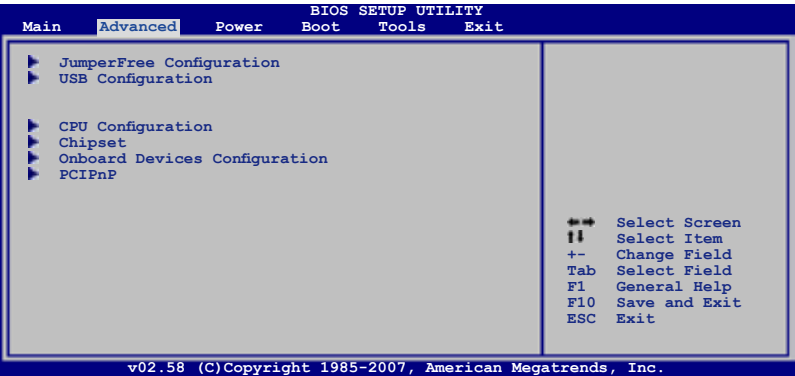 BIOS SETUP UTILITY
Main Advanced Power Boot Tools Exit
JumperFree Configuration
USB Configuration
CPU Configuration
Chipset
Onboard Devices Configuration
PCIPnP
Select Screen
Select Item
+- Change Field
Tab Select Field
F1 General Help
F10 Save and Exit
ESC Exit
v02.58 (C)Copyright 1985-2007, American Megatrends, Inc.